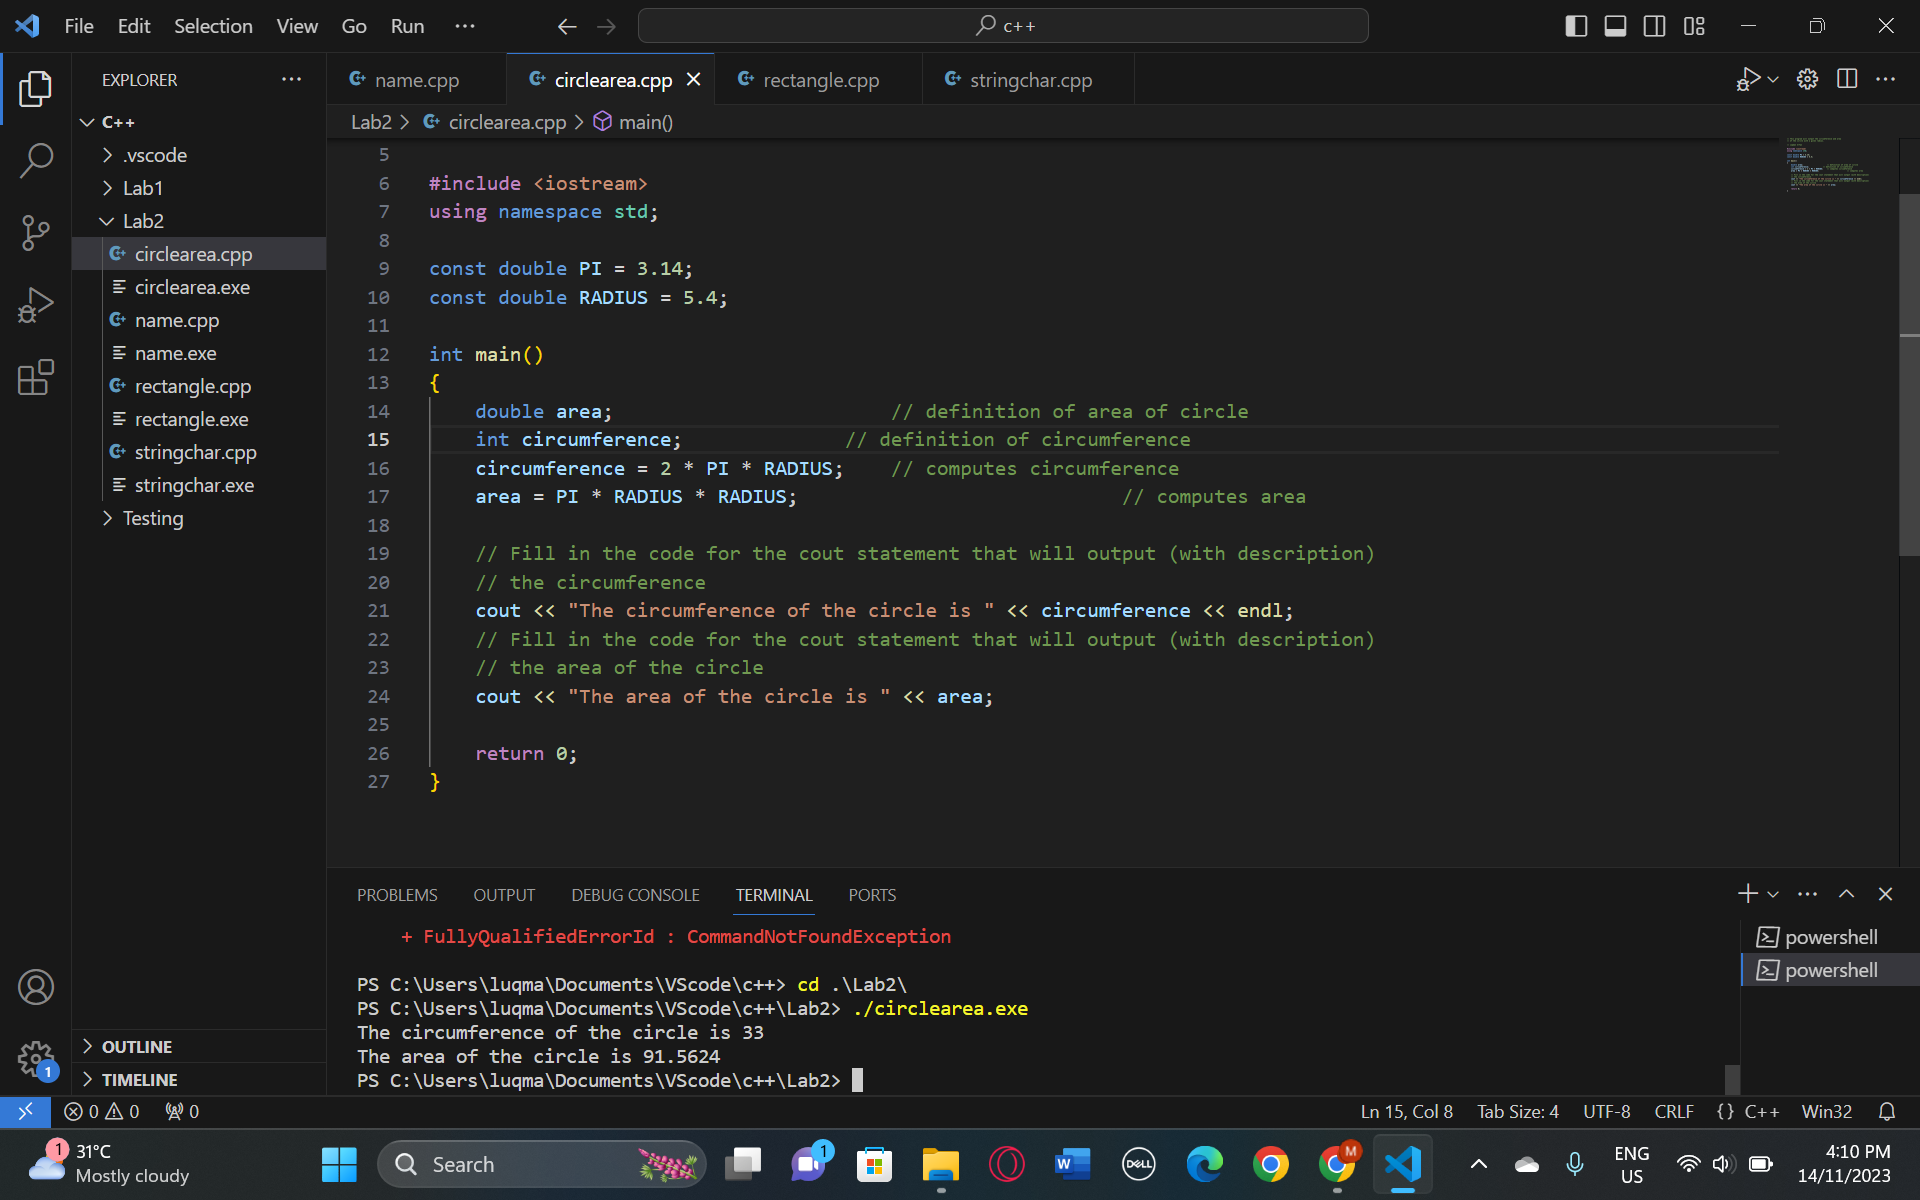 File Edit Selection View Go Run ··· c++
EXPLORER ···
C++
.vscode
Lab1
Lab2
circlearea.cpp
circlearea.exe
name.cpp
name.exe
rectangle.cpp
rectangle.exe
stringchar.cpp
stringchar.exe
Testing
OUTLINE
TIMELINE
name.cpp circlearea.cpp rectangle.cpp stringchar.cpp
Lab2 > circlearea.cpp > main()
5
6 #include <iostream>
7 using namespace std;
8
9 const double PI = 3.14;
10 const double RADIUS = 5.4;
11
12 int main()
13 {
14 double area; // definition of area of circle
15 int circumference; // definition of circumference
16 circumference = 2 * PI * RADIUS; // computes circumference
17 area = PI * RADIUS * RADIUS; // computes area
18
19 // Fill in the code for the cout statement that will output (with description)
20 // the circumference
21 cout << "The circumference of the circle is " << circumference << endl;
22 // Fill in the code for the cout statement that will output (with description)
23 // the area of the circle
24 cout << "The area of the circle is " << area;
25
26 return 0;
27 }
PROBLEMS OUTPUT DEBUG CONSOLE TERMINAL PORTS
+ FullyQualifiedErrorId : CommandNotFoundException
PS C:\Users\luqma\Documents\VScode\c++> cd .\Lab2\
PS C:\Users\luqma\Documents\VScode\c++\Lab2> ./circlearea.exe
The circumference of the circle is 33
The area of the circle is 91.5624
PS C:\Users\luqma\Documents\VScode\c++\Lab2>
powershell
powershell
1
0 0 0 Ln 15, Col 8 Tab Size: 4 UTF-8 CRLF {} C++ Win32
1 31°C
Mostly cloudy
Search
1
W
DELL
M
ENG
US
4:10 PM
14/11/2023